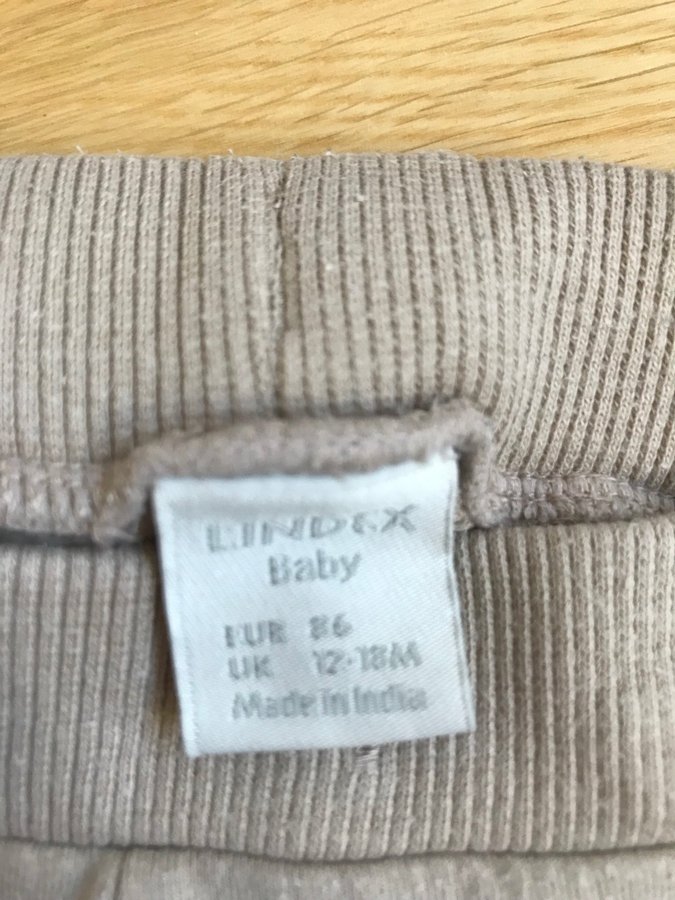 LINDEX
Baby
EUR 86
UK 12-18M
Made in India